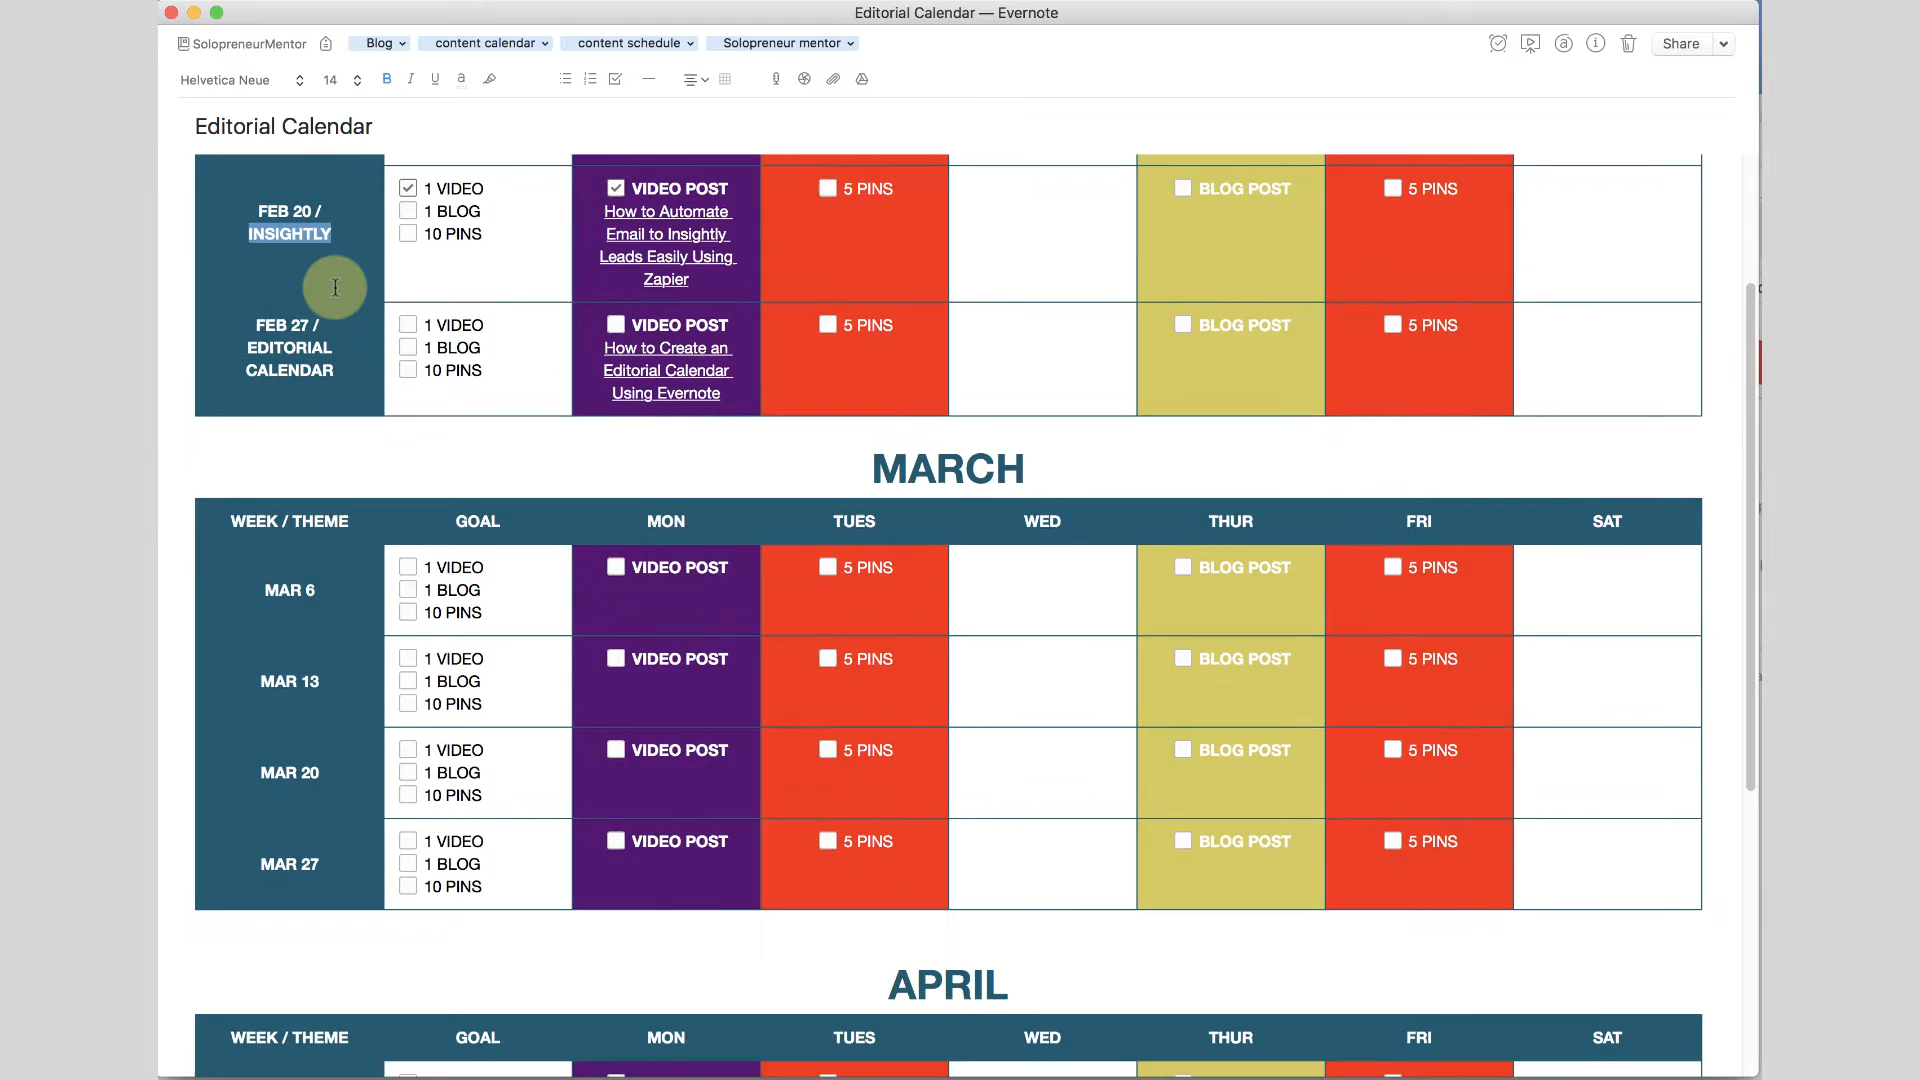 Editorial Calendar — Evernote
SolopreneurMentor Blog content calendar content schedule Solopreneur mentor Share
Helvetica Neue 14 B I U a
Editorial Calendar
FEB 20 /
INSIGHTLY
1 VIDEO
1 BLOG
10 PINS
VIDEO POST
How to Automate
Email to Insightly
Leads Easily Using
Zapier
5 PINS
BLOG POST
5 PINS
FEB 27 /
EDITORIAL
CALENDAR
1 VIDEO
1 BLOG
10 PINS
VIDEO POST
How to Create an
Editorial Calendar
Using Evernote
5 PINS
BLOG POST
5 PINS
MARCH
WEEK / THEME GOAL MON TUES WED THUR FRI SAT
MAR 6
1 VIDEO
1 BLOG
10 PINS
VIDEO POST
5 PINS
BLOG POST
5 PINS
MAR 13
1 VIDEO
1 BLOG
10 PINS
VIDEO POST
5 PINS
BLOG POST
5 PINS
MAR 20
1 VIDEO
1 BLOG
10 PINS
VIDEO POST
5 PINS
BLOG POST
5 PINS
MAR 27
1 VIDEO
1 BLOG
10 PINS
VIDEO POST
5 PINS
BLOG POST
5 PINS
APRIL
WEEK / THEME GOAL MON TUES WED THUR FRI SAT